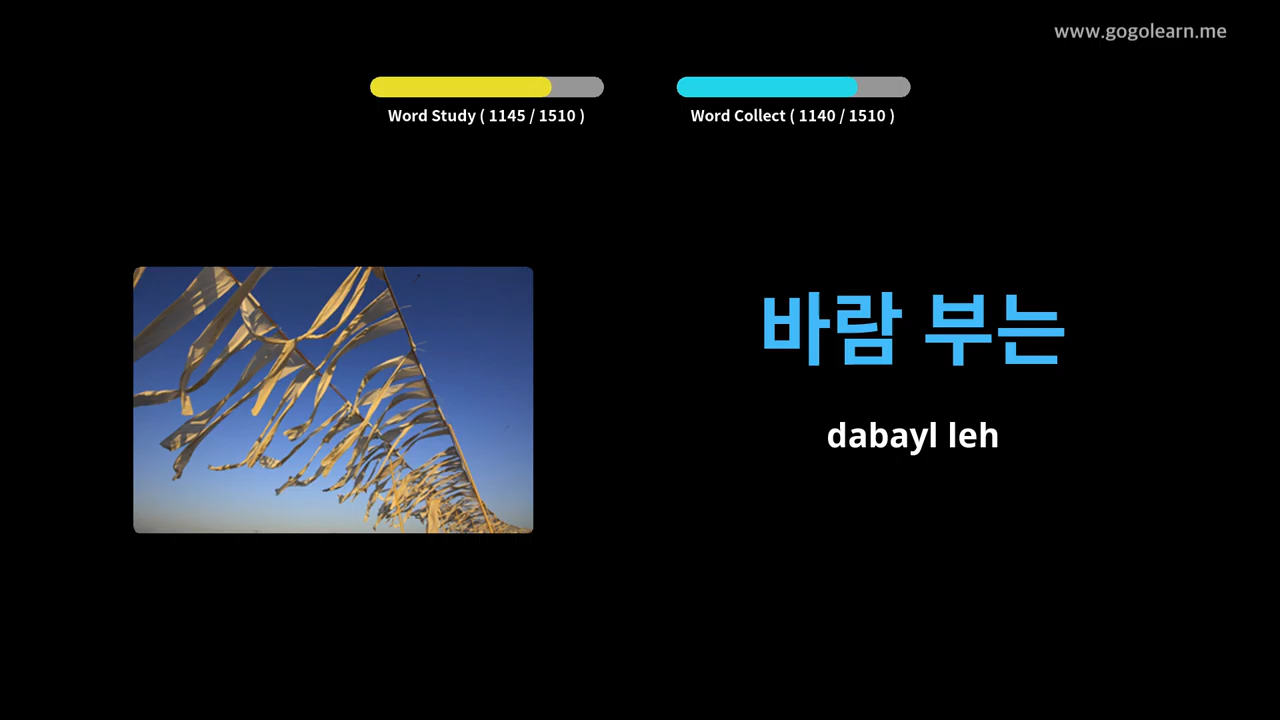 www.gogolearn.me
Word Study ( 1145 / 1510 )
Word Collect ( 1140 / 1510 )
바람 부는
dabayl leh